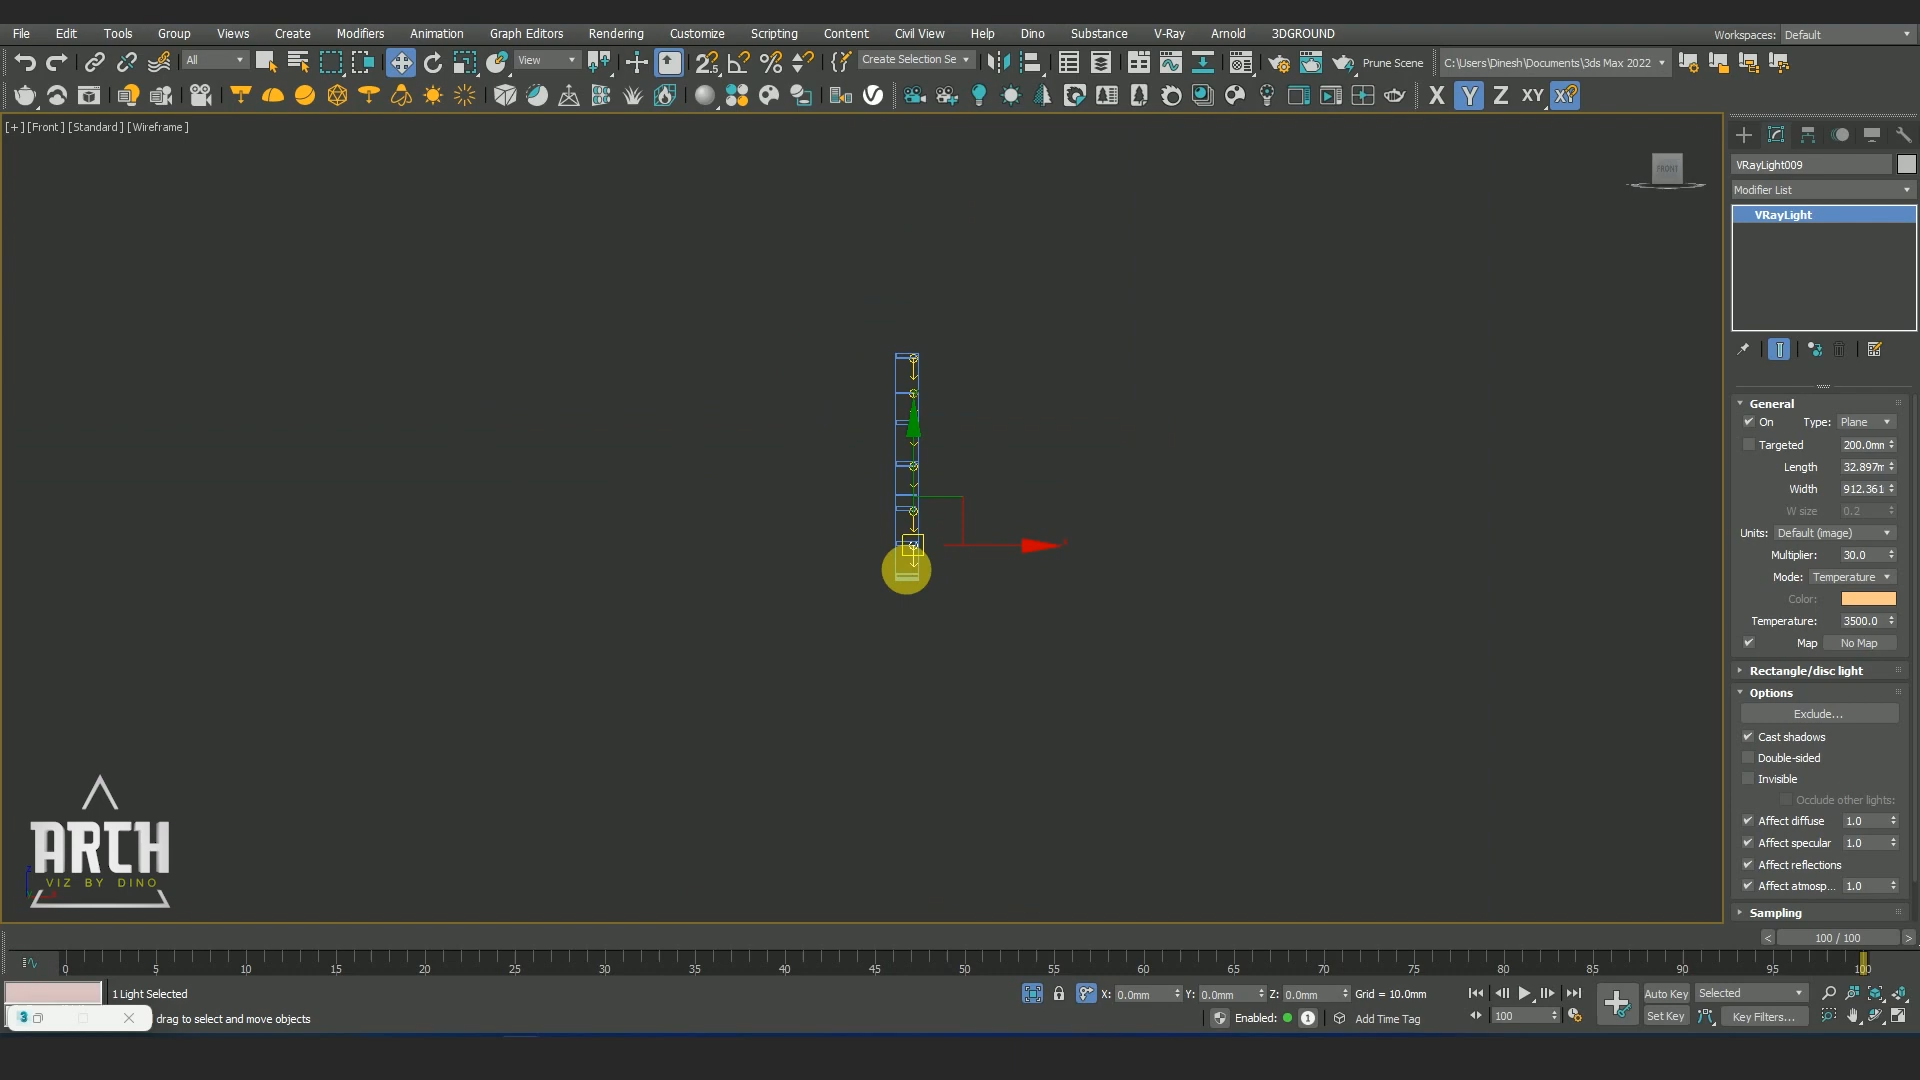 File Edit Tools Group Views Create Modifiers Animation Graph Editors Rendering Customize Scripting Content Civil View Help Dino Substance V-Ray Arnold 3DGROUND
Workspaces: Default
All View Create Selection Se Prune Scene C:\Users\Dinesh\Documents\3ds Max 2022
X Y Z XY XY
[+] [Front] [Standard] [Wireframe]
FRONT
VRayLight009
Modifier List
VRayLight
General
On Type: Plane
Targeted 200.0mm
Length 32.897m
Width 912.361
W size 0.2
Units: Default (image)
Multiplier: 30.0
Mode: Temperature
Color:
Temperature: 3500.0
Map No Map
Rectangle/disc light
Options
Exclude...
Cast shadows
Double-sided
Invisible
Occlude other lights:
Affect diffuse 1.0
Affect specular 1.0
Affect reflections
Affect atmosp... 1.0
Sampling
ARCH
VIZ BY DINO
< 100 / 100 >
0 5 10 15 20 25 30 35 40 45 50 55 60 65 70 75 80 85 90 95 100
1 Light Selected
X: 0.0mm Y: 0.0mm Z: 0.0mm Grid = 10.0mm
Auto Key Selected
3
drag to select and move objects
Enabled: 1 Add Time Tag
100
Set Key Key Filters...